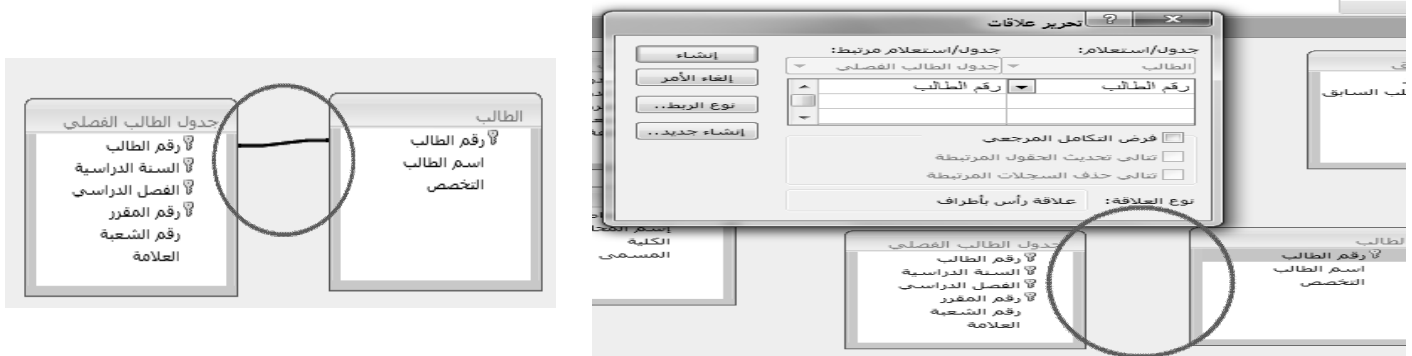 تحرير علاقات
جدول/استعلام:
جدول/استعلام مرتبط:
الطالب
جدول الطالب الفصلي
رقم الطالب
رقم الطالب
إنشاء
إلغاء الأمر
نوع الربط..
إنشاء جديد..
فرض التكامل المرجعي
تتالي تحديث الحقول المرتبطة
تتالي حذف السجلات المرتبطة
نوع العلاقة:
علاقة رأس بأطراف
لب السابق
الكلية
المسمى
الطالب
رقم الطالب
اسم الطالب
التخصص
جدول الطالب الفصلي
رقم الطالب
السنة الدراسية
الفصل الدراسي
رقم المقرر
رقم الشعبة
العلامة
الطالب
رقم الطالب
اسم الطالب
التخصص
جدول الطالب الفصلي
رقم الطالب
السنة الدراسية
الفصل الدراسي
رقم المقرر
رقم الشعبة
العلامة